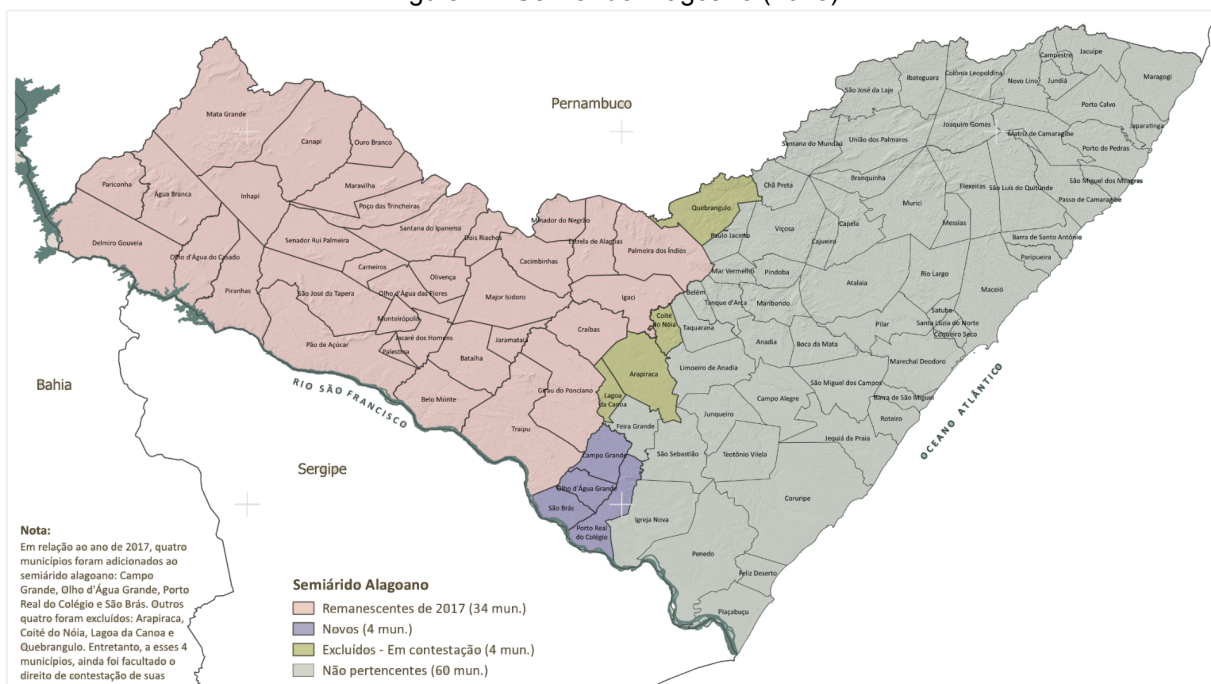 Pernambuco
Campestre
Jacuípe
Ibateguara
Colônia Leopoldina
Novo Lino
Jundiá
Maragogi
São José da Laje
Porto Calvo
Mata Grande
Joaquim Gomes
Matriz de Camaragibe
Japaratinga
Canapi
Ouro Branco
Santana do Mundaú
União dos Palmares
Porto de Pedras
Pariconha
Água Branca
Inhapi
Maravilha
Chã Preta
Branquinha
Flexeiras
São Luís do Quitunde
São Miguel dos Milagres
Passo de Camaragibe
Poço das Trincheiras
Quebrangulo
Murici
Minador do Negrão
Viçosa
Capela
Messias
Santana do Ipanema
Dois Riachos
Estrela de Alagoas
Palmeira dos Índios
Paulo Jacinto
Cajueiro
Barra de Santo Antônio
Delmiro Gouveia
Senador Rui Palmeira
Paripueira
Olho d'Água do Casado
Cacimbinhas
Carneiros
Olivença
Mar Vermelho
Pindoba
Rio Largo
Atalaia
Maceió
Piranhas
São José da Tapera
Olho d'Água das Flores
Major Isidoro
Igaci
Belém
Tanque d'Arca
Maribondo
Satuba
Monteirópolis
Coité
do Nóia
Craíbas
Taquarana
Pilar
Santa Luzia do Norte
Coqueiro Seco
Pão de Açúcar
Jacaré dos Homens
Jaramataia
Anadia
Boca da Mata
Palestina
Batalha
Marechal Deodoro
Limoeiro de Anadia
Arapiraca
Bahia
RIO SÃO FRANCISCO
Belo Monte
Girau do Ponciano
Lagoa
da Canoa
São Miguel dos Campos
Campo Alegre
Barra de São Miguel
OCEANO ATLÂNTICO
Junqueiro
Roteiro
Traipu
Feira Grande
Jequiá da Praia
Sergipe
Campo Grande
São Sebastião
Teotônio Vilela
Olho d'Água Grande
Coruripe
São Brás
Igreja Nova
Porto Real
do Colégio
Penedo
Feliz Deserto
Piaçabuçu
Nota:
Em relação ao ano de 2017, quatro
municípios foram adicionados ao
semiárido alagoano: Campo
Grande, Olho d'Água Grande, Porto
Real do Colégio e São Brás. Outros
quatro foram excluídos: Arapiraca,
Coité do Nóia, Lagoa da Canoa e
Quebrangulo. Entretanto, a esses 4
municípios, ainda foi facultado o
direito de contestação de suas
Semiárido Alagoano
Remanescentes de 2017 (34 mun.)
Novos (4 mun.)
Excluídos - Em contestação (4 mun.)
Não pertencentes (60 mun.)